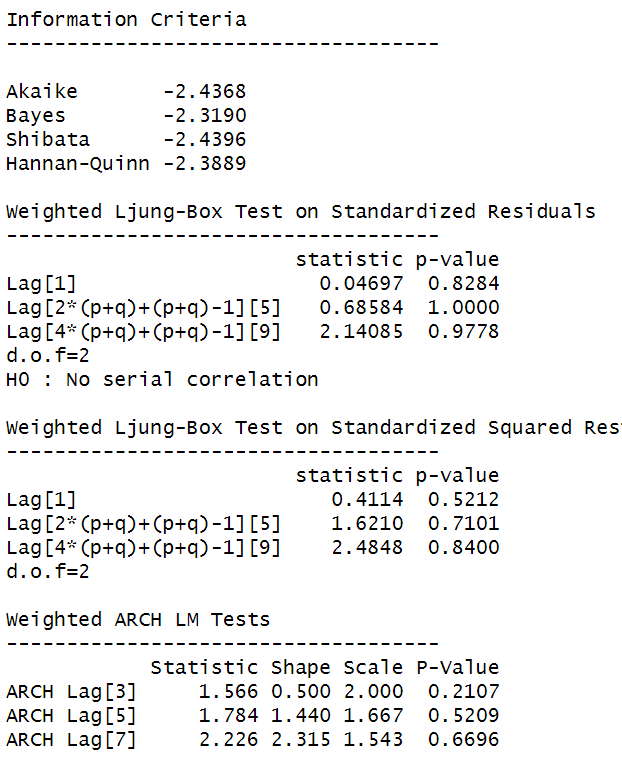 Information Criteria
------------------------------------
Akaike       -2.4368
Bayes        -2.3190
Shibata      -2.4396
Hannan-Quinn -2.3889
Weighted Ljung-Box Test on Standardized Residuals
------------------------------------
                        statistic p-value
Lag[1]                    0.04697  0.8284
Lag[2*(p+q)+(p+q)-1][5]   0.68584  1.0000
Lag[4*(p+q)+(p+q)-1][9]   2.14085  0.9778
d.o.f=2
H0 : No serial correlation
Weighted Ljung-Box Test on Standardized Squared
------------------------------------
                        statistic p-value
Lag[1]                     0.4114  0.5212
Lag[2*(p+q)+(p+q)-1][5]    1.6210  0.7101
Lag[4*(p+q)+(p+q)-1][9]    2.4848  0.8400
d.o.f=2
Weighted ARCH LM Tests
------------------------------------
            Statistic Shape Scale P-Value
ARCH Lag[3]     1.566 0.500 2.000  0.2107
ARCH Lag[5]     1.784 1.440 1.667  0.5209
ARCH Lag[7]     2.226 2.315 1.543  0.6696